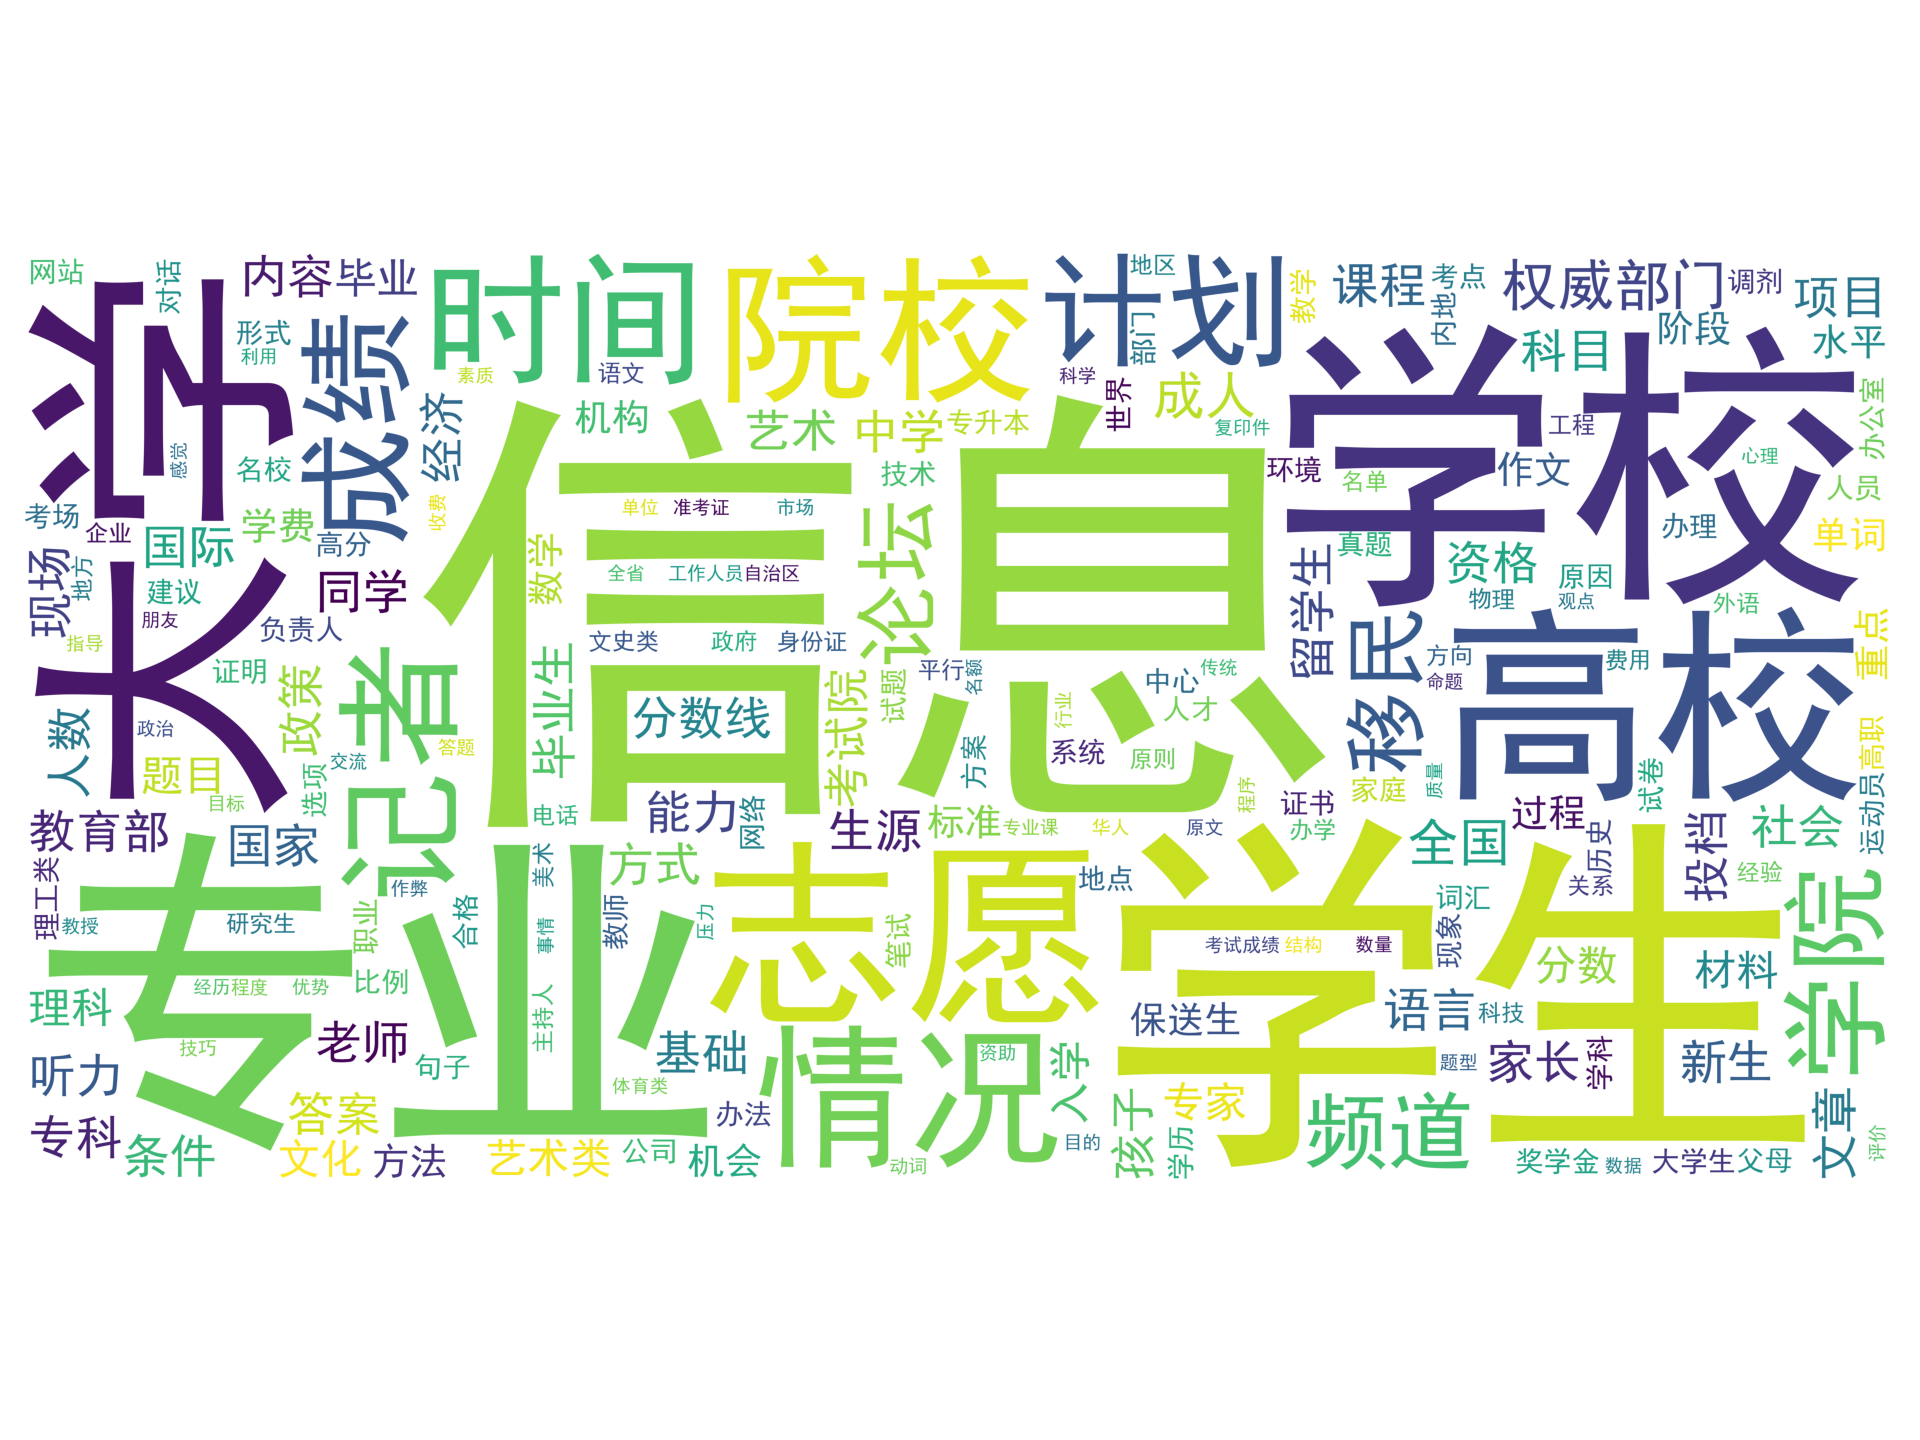 网站
对话
内容
毕业
时间
院校
计划
地区
教学
课程
考点
权威部门
调剂
项目
大学
形式
利用
成绩
素质
语文
科学
部门
内地
科目
阶段
水平
感觉
名校
经济
机构
艺术
中学
专升本
世界
成人
复印件
学校
工程
办公室
信息
技术
环境
名单
作文
心理
人员
考场
企业
国际
学费
高分
收费
单位
准考证
市场
论坛
真题
办理
单词
现场
地方
建议
同学
数学
全省
工作人员
自治区
留学生
资格
原因
物理
观点
外语
朋友
指导
负责人
文史类
政府
身份证
移民
高校
重点
证明
政策
记者
毕业生
分数线
考试院
试题
平行
名额
中心
传统
人才
方向
命题
费用
人数
政治
交流
答题
方案
行业
系统
原则
高职
题目
目标
选项
电话
能力
网络
程序
证书
家庭
质量
试卷
运动员
教育部
国家
生源
标准
专业课
华人
原文
办学
全国
过程
历史
投档
社会
专业
方式
美术
志愿
学生
地点
关系
经验
理工类
教授
作弊
研究生
职业
合格
事情
教师
压力
笔试
词汇
现象
学院
考试成绩
结构
数量
分数
材料
经历
程度
优势
比例
理科
主持人
保送生
语言
科技
技巧
老师
句子
基础
情况
资助
入学
题型
家长
学科
新生
听力
体育类
专家
频道
答案
办法
孩子
文章
专科
条件
文化
方法
艺术类
公司
机会
动词
目的
学历
奖学金
数据
大学生
父母
评价